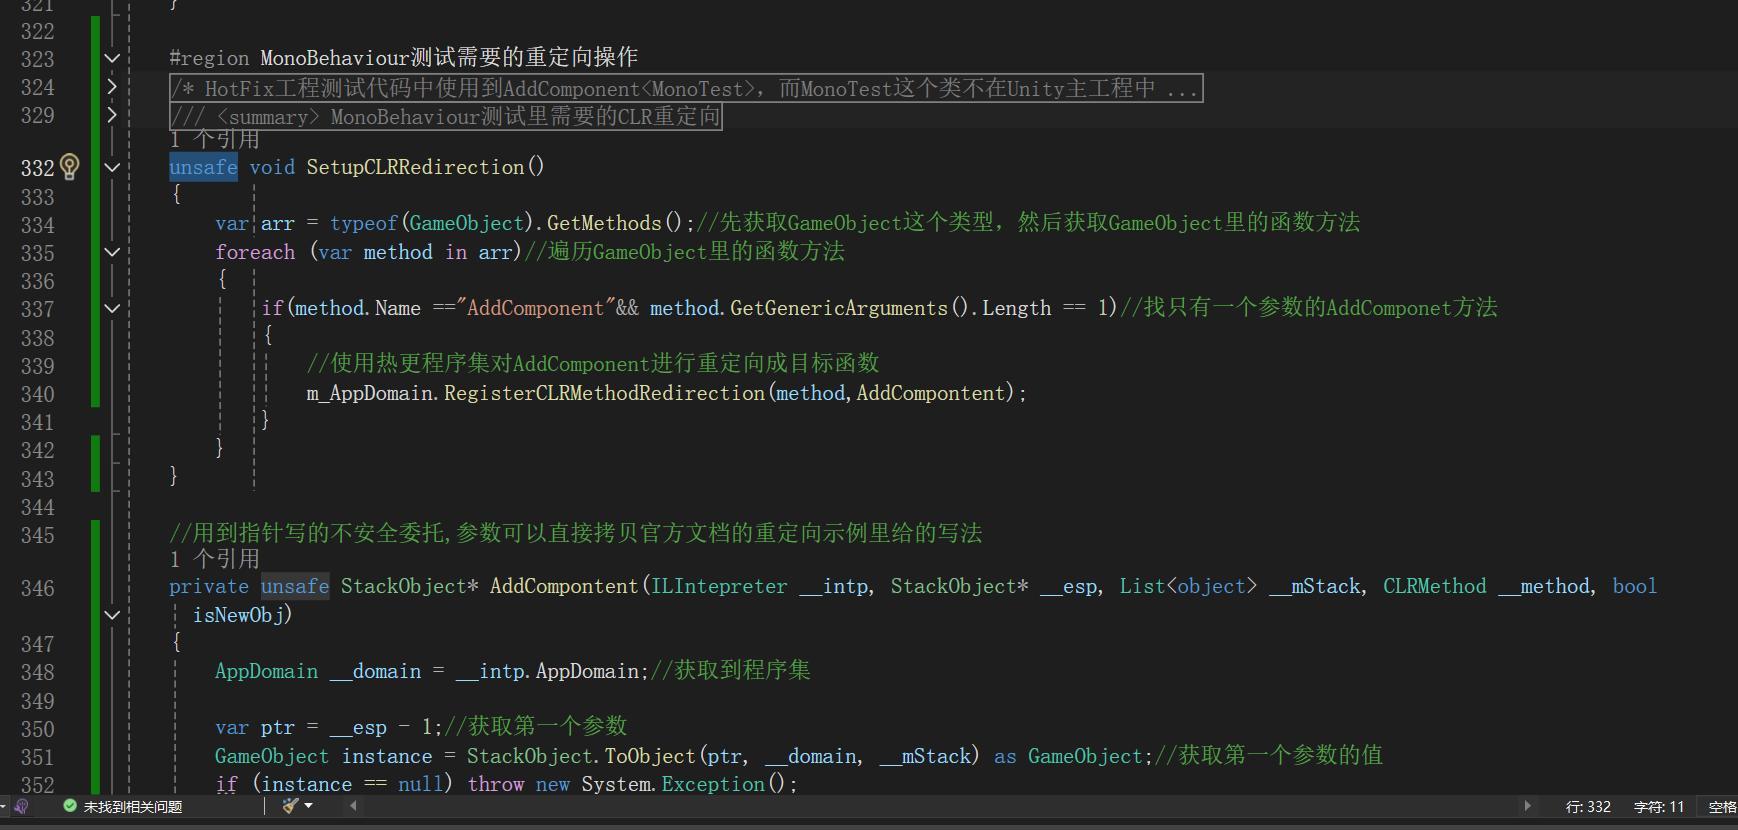 321 }
322
323 #region MonoBehaviour测试需要的重定向操作
324 /* HotFix工程测试代码中使用到AddComponent<MonoTest>，而MonoTest这个类不在Unity主工程中 ...
329 /// <summary> MonoBehaviour测试里需要的CLR重定向
1 个引用
332 unsafe void SetupCLRRedirection()
333 {
334 var arr = typeof(GameObject).GetMethods();//先获取GameObject这个类型，然后获取GameObject里的函数方法
335 foreach (var method in arr)//遍历GameObject里的函数方法
336 {
337 if(method.Name =="AddComponent"&& method.GetGenericArguments().Length == 1)//找只有一个参数的AddComponet方法
338 {
339 //使用热更程序集对AddComponent进行重定向成目标函数
340 m_AppDomain.RegisterCLRMethodRedirection(method,AddCompontent);
341 }
342 }
343 }
344
345 //用到指针写的不安全委托,参数可以直接拷贝官方文档的重定向示例里给的写法
1 个引用
346 private unsafe StackObject* AddCompontent(ILIntepreter __intp, StackObject* __esp, List<object> __mStack, CLRMethod __method, bool
isNewObj)
347 {
348 AppDomain __domain = __intp.AppDomain;//获取到程序集
349
350 var ptr = __esp - 1;//获取第一个参数
351 GameObject instance = StackObject.ToObject(ptr, __domain, __mStack) as GameObject;//获取第一个参数的值
352 if (instance == null) throw new System.Exception();
未找到相关问题 行: 332 字符: 11 空格